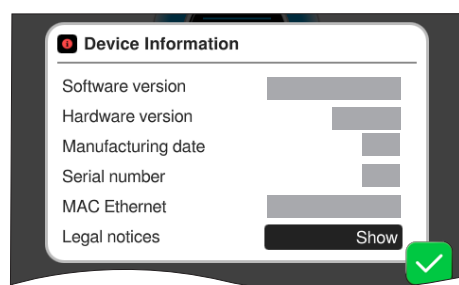 Device Information
Software version
Hardware version
Manufacturing date
Serial number
MAC Ethernet
Legal notices Show